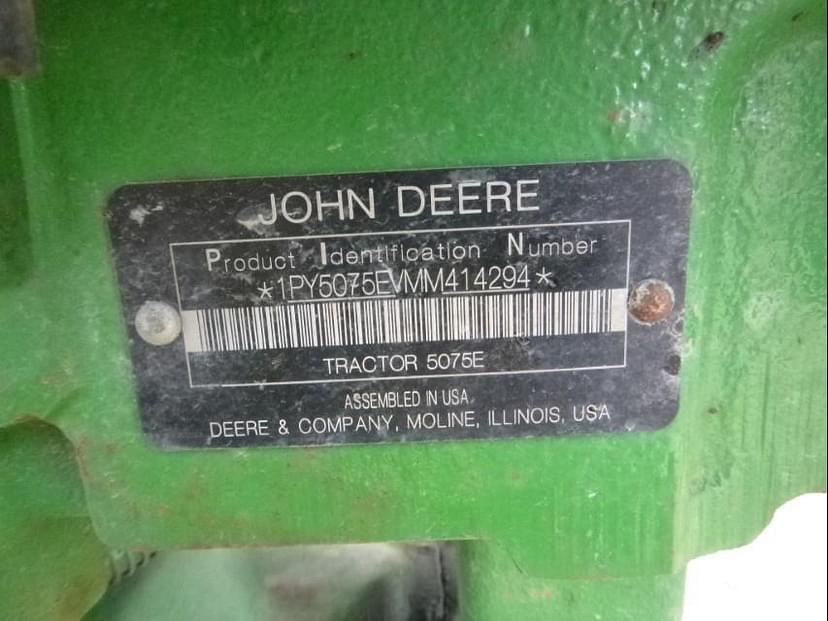 JOHN DEERE
Product Identification Number
*1PY5075EVMM414294*
TRACTOR 5075E
ASSEMBLED IN USA
DEERE & COMPANY, MOLINE, ILLINOIS, USA